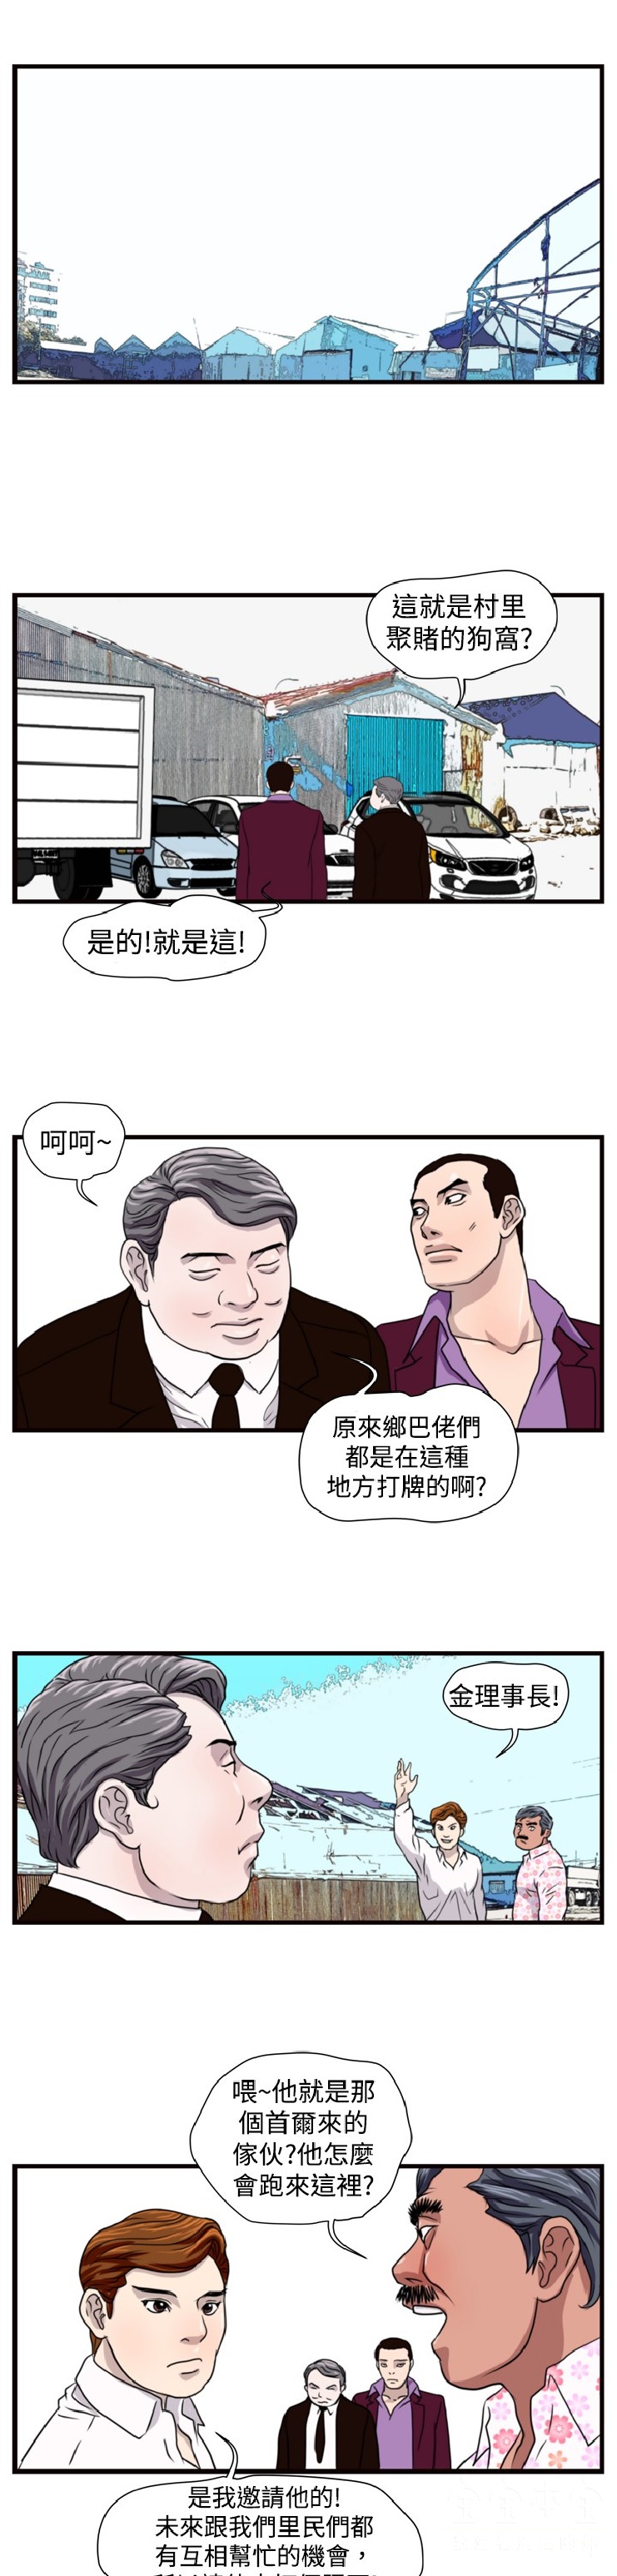 這就是村里
聚賭的狗窩?
是的!就是這!
呵呵~
原來鄉巴佬們
都是在這種
地方打牌的啊?
金理事長!
喂~他就是那
個首爾來的
傢伙?他怎麼
會跑來這裡?
是我邀請他的!
未來跟我們里民們都
有互相幫忙的機會，